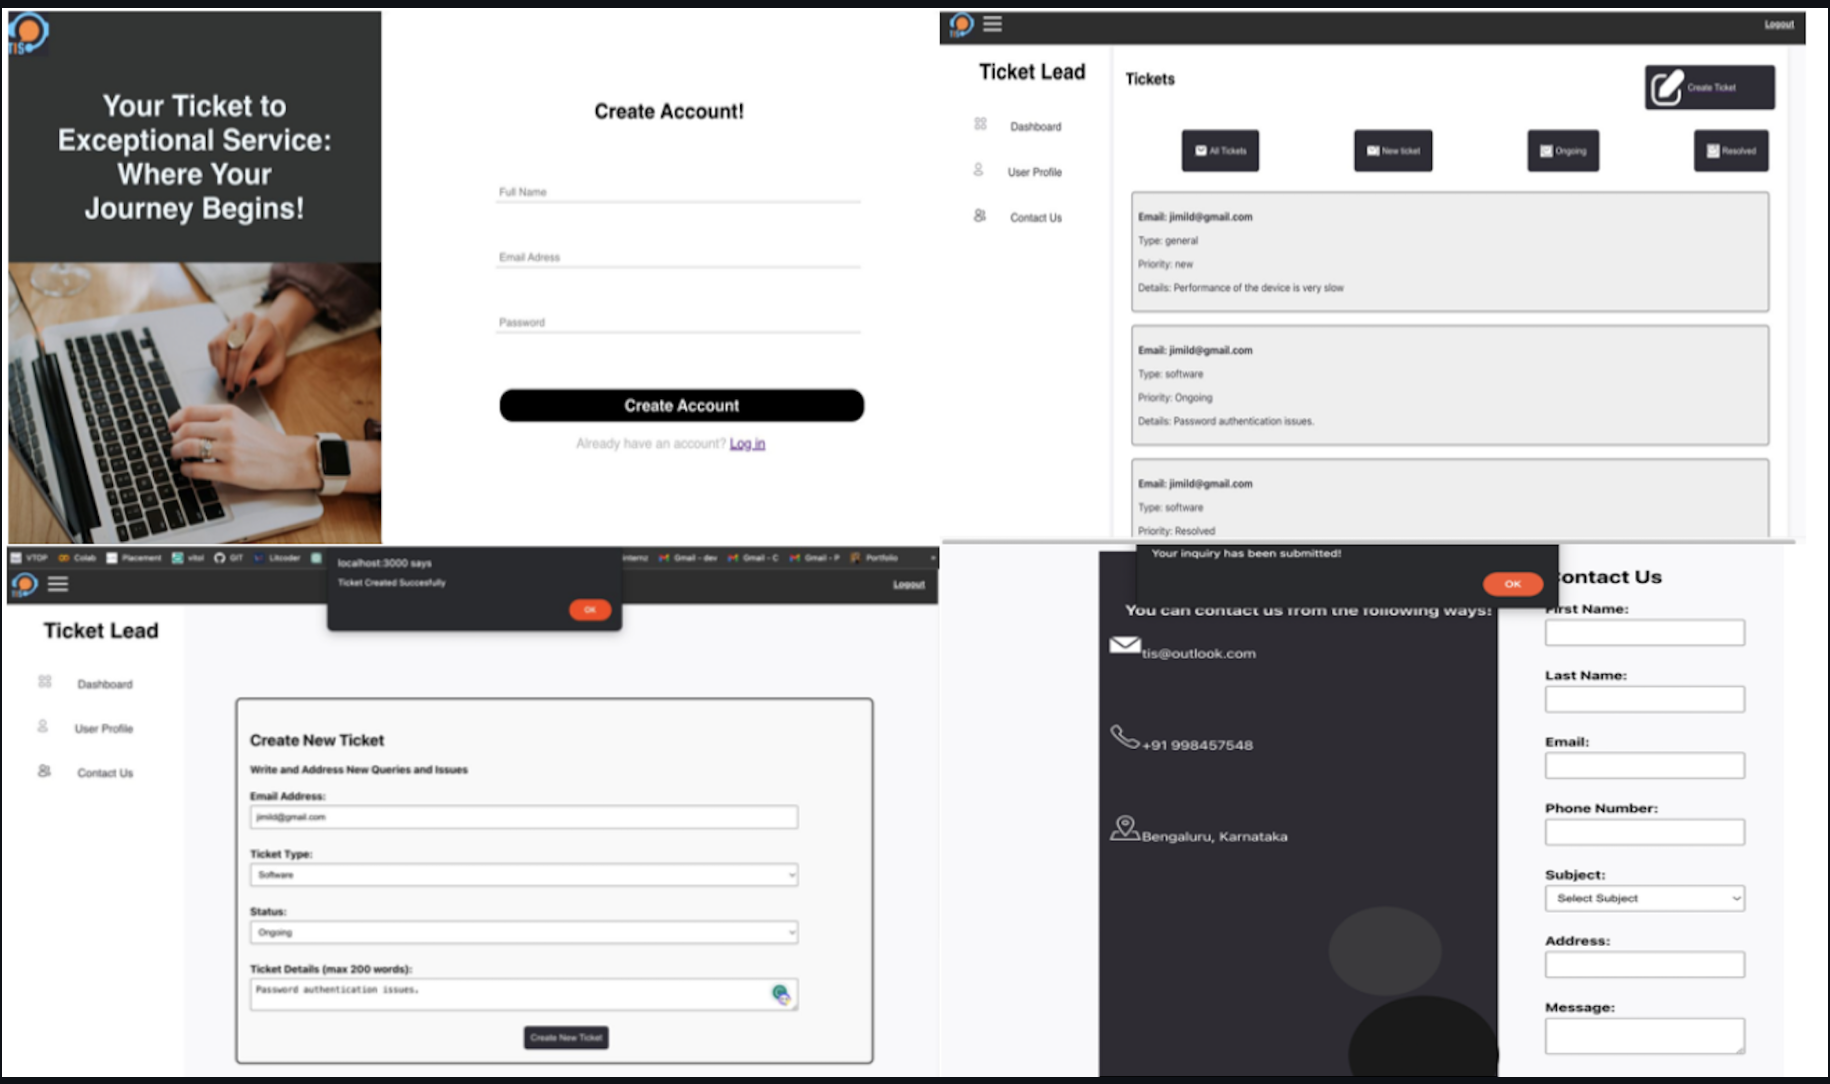 TIS
Your Ticket to
Exceptional Service:
Where Your
Journey Begins!
Create Account!
Full Name
Email Adress
Password
Create Account
Already have an account? Log in
TIS
Logout
Ticket Lead
Dashboard
User Profile
Contact Us
Tickets
Create Ticket
All Tickets
New ticket
Ongoing
Resolved
Email: jimild@gmail.com
Type: general
Priority: new
Details: Performance of the device is very slow
Email: jimild@gmail.com
Type: software
Priority: Ongoing
Details: Password authentication issues.
Email: jimild@gmail.com
Type: software
Priority: Resolved
VTOP Colab Placement vitol GIT Litcoder Gmail - dev Gmail - C Gmail - P Portfolio »
localhost:3000 says
Ticket Created Succesfully
OK
TIS
Logout
Ticket Lead
Dashboard
User Profile
Contact Us
Create New Ticket
Write and Address New Queries and Issues
Email Address:
jimild@gmail.com
Ticket Type:
Software
Status:
Ongoing
Ticket Details (max 200 words):
Password authentication issues.
Create New Ticket
Your inquiry has been submitted!
OK
You can contact us from the following ways:
tis@outlook.com
+91 998457548
Bengaluru, Karnataka
ontact Us
First Name:
Last Name:
Email:
Phone Number:
Subject:
Select Subject
Address:
Message: